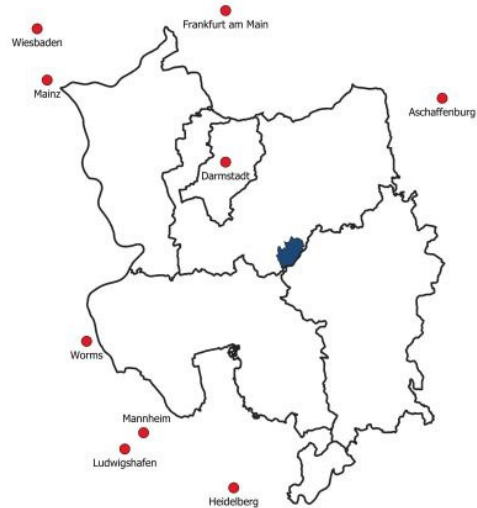 Frankfurt am Main
Wiesbaden
Mainz
Aschaffenburg
Darmstadt
Worms
Mannheim
Ludwigshafen
Heidelberg